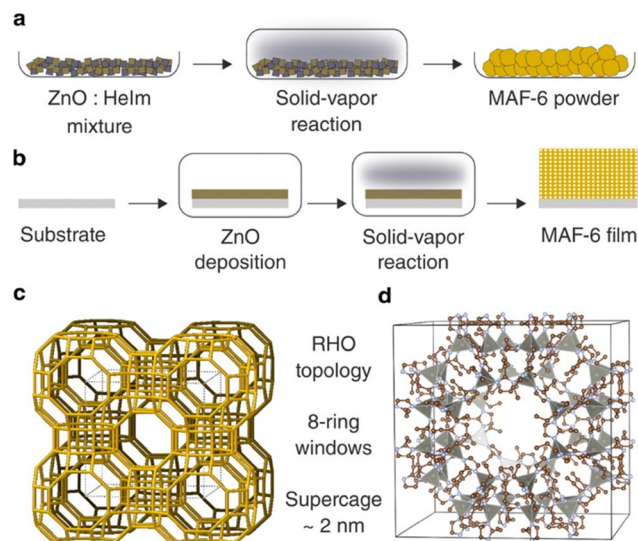 a
ZnO : HeIm
mixture
Solid-vapor
reaction
MAF-6 powder
b
Substrate
ZnO
deposition
Solid-vapor
reaction
MAF-6 film
c
d
RHO
topology
8-ring
windows
Supercage
~ 2 nm